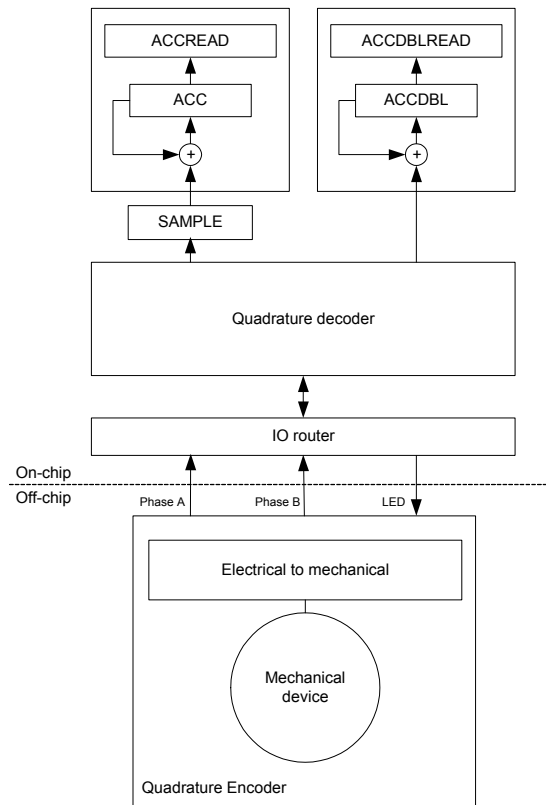 ACCREAD
ACCDBLREAD
ACC
ACCDBL
+
+
SAMPLE
Quadrature decoder
IO router
On-chip
Off-chip
Phase A
Phase B
LED
Electrical to mechanical
Mechanical
device
Quadrature Encoder